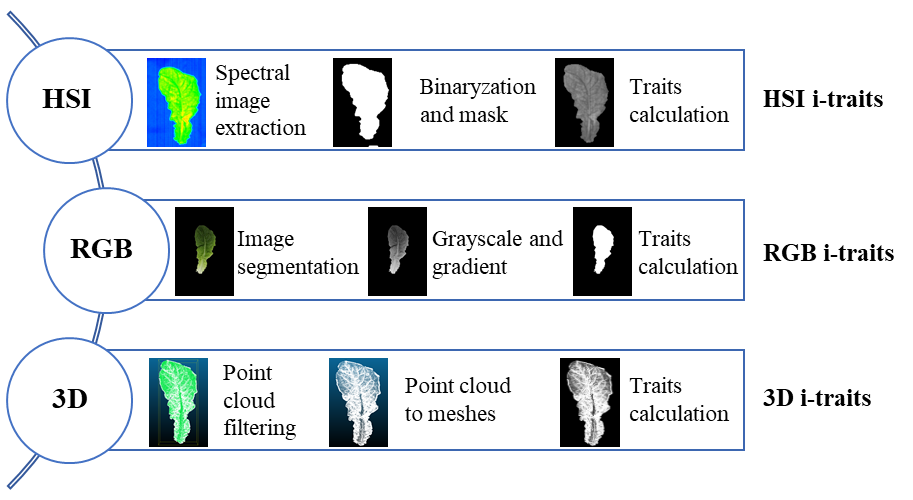 HSI
Spectral
image
extraction
Binaryzation
and mask
Traits
calculation
HSI i-traits
RGB
Image
segmentation
Grayscale and
gradient
Traits
calculation
RGB i-traits
3D
Point
cloud
filtering
Point cloud
to meshes
Traits
calculation
3D i-traits